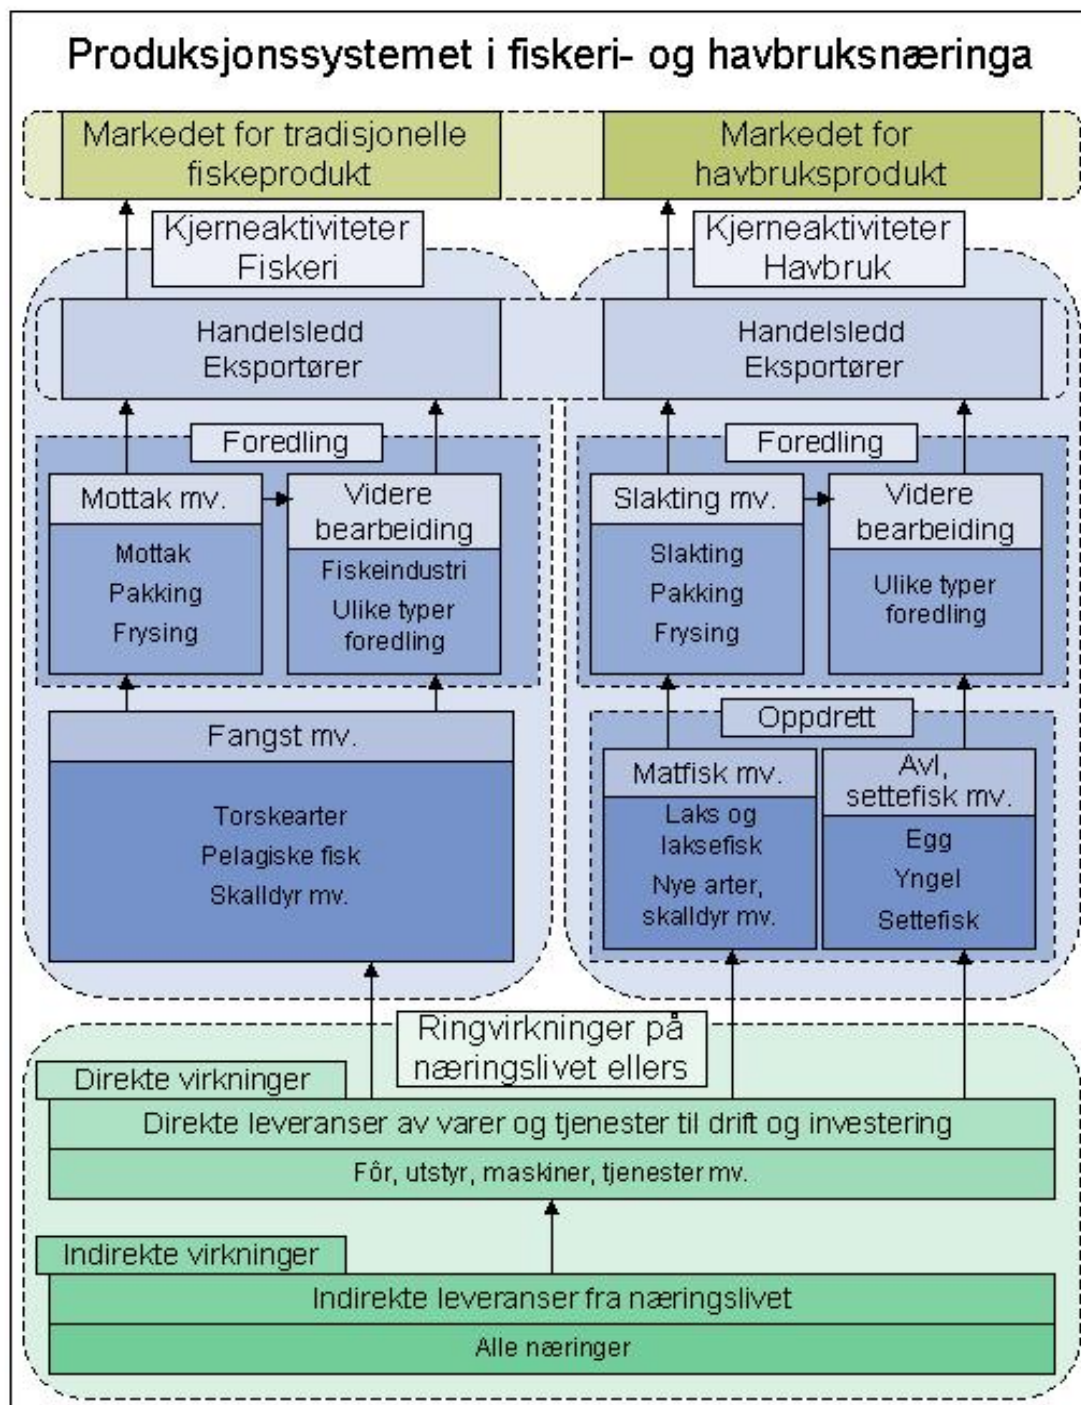 Produksjonssystemet i fiskeri- og havbruksnæringa
Markedet for tradisjonelle
fiskeprodukt
Markedet for
havbruksprodukt
Kjerneaktiviteter
Fiskeri
Kjerneaktiviteter
Havbruk
Handelsledd
Eksportører
Handelsledd
Eksportører
Foredling
Mottak mv.
Mottak
Pakking
Frysing
Videre
bearbeiding
Fiskeindustri
Ulike typer
foredling
Foredling
Slakting mv.
Slakting
Pakking
Frysing
Videre
bearbeiding
Ulike typer
foredling
Fangst mv.
Torskearter
Pelagiske fisk
Skalldyr mv.
Oppdrett
Matfisk mv.
Laks og
laksefisk
Nye arter,
skalldyr mv.
Avl,
settefisk mv.
Egg
Yngel
Settefisk
Ringvirkninger på
næringslivet ellers
Direkte virkninger
Direkte leveranser av varer og tjenester til drift og investering
Fôr, utstyr, maskiner, tjenester mv.
Indirekte virkninger
Indirekte leveranser fra næringslivet
Alle næringer